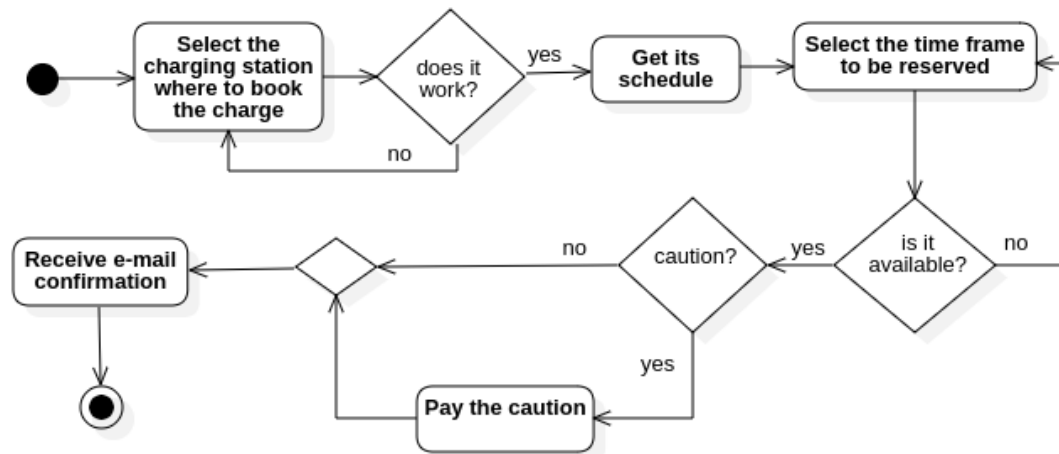 Select the
charging station
where to book
the charge
does it
work?
yes
no
Get its
schedule
Select the time frame
to be reserved
is it
available?
no
yes
caution?
no
yes
Pay the caution
Receive e-mail
confirmation